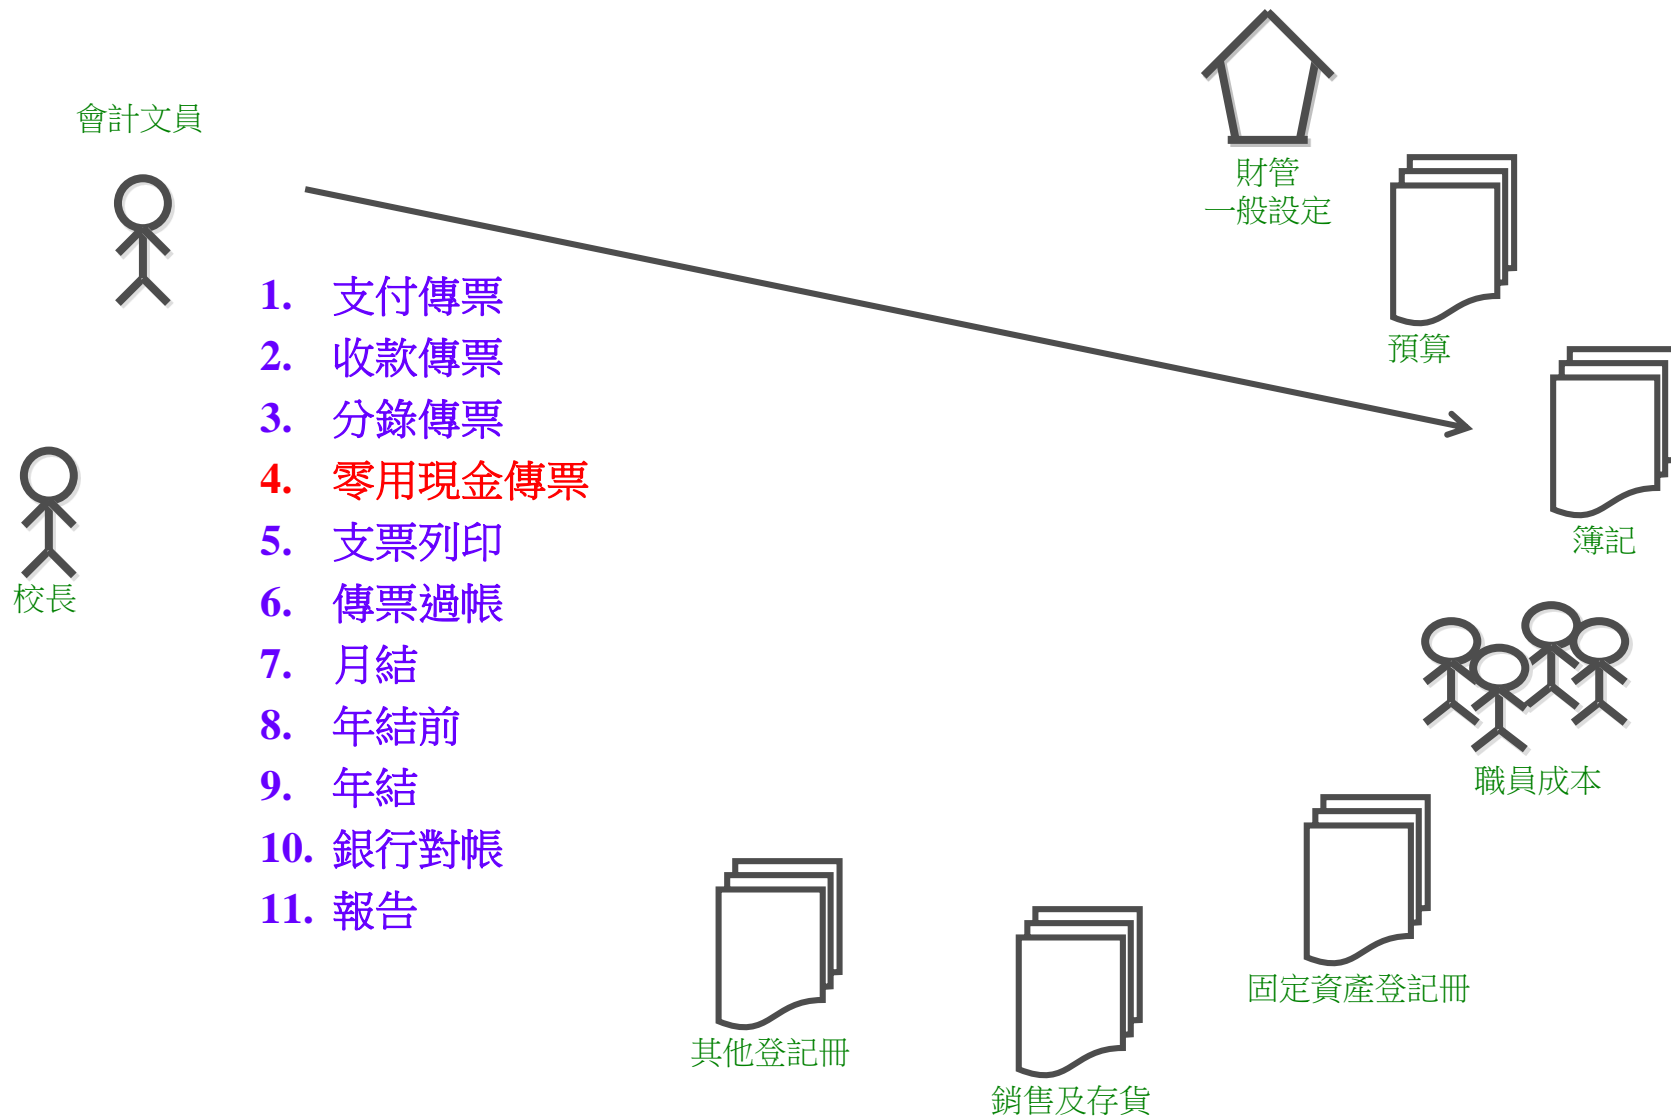 會計文員
財管
一般設定
預算
1. 支付傳票
2. 收款傳票
3. 分錄傳票
4. 零用現金傳票
5. 支票列印
6. 傳票過帳
7. 月結
8. 年結前
9. 年結
10. 銀行對帳
11. 報告
校長
簿記
職員成本
固定資產登記冊
其他登記冊
銷售及存貨